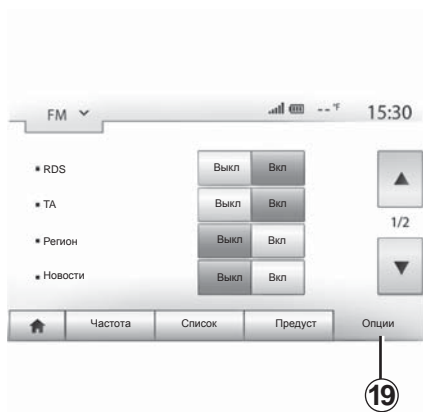 FM --°F 15:30
RDS Выкл Вкл
TA Выкл Вкл
1/2
Регион Выкл Вкл
Новости Выкл Вкл
Частота Список Предуст Опции
19